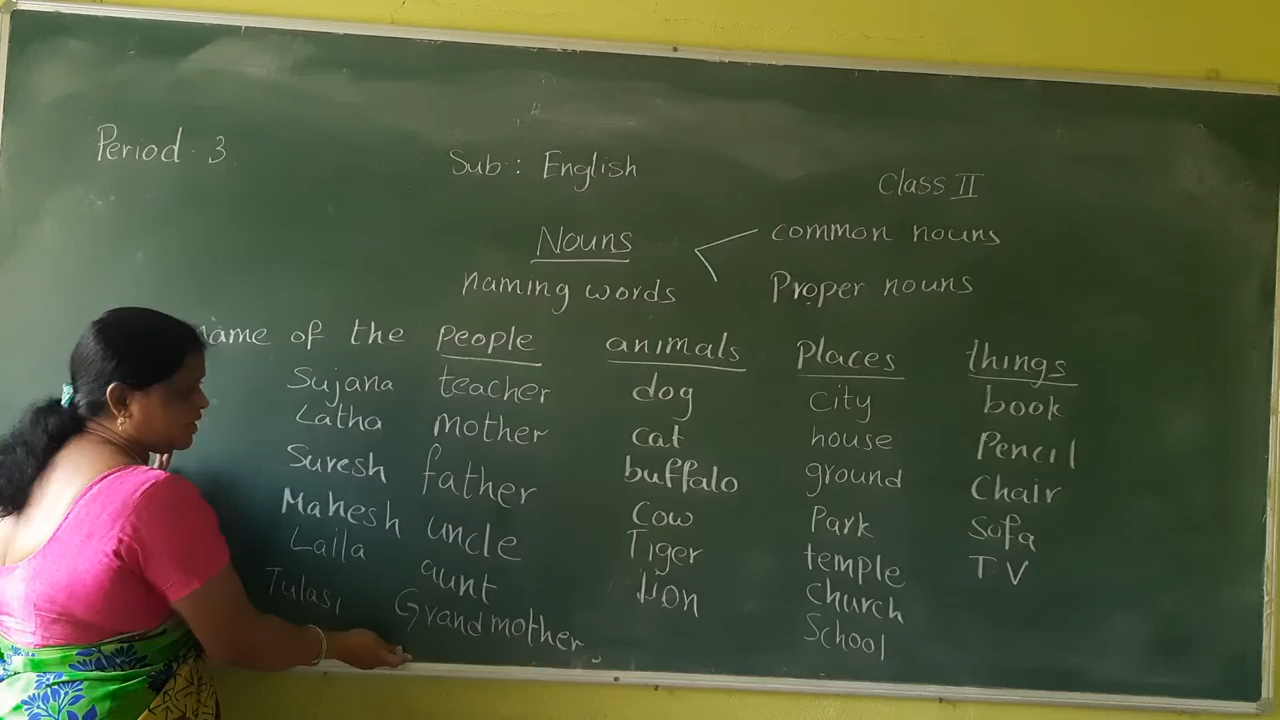 Period - 3
Sub : English
Class II
Nouns
common nouns
naming words
Proper nouns
name of the people animals Places things
Sujana teacher dog city book
Latha mother cat house Pencil
Suresh father buffalo ground Chair
Mahesh uncle Cow Park Sofa
Laila aunt Tiger temple TV
Tulasi Grandmother lion Church
School